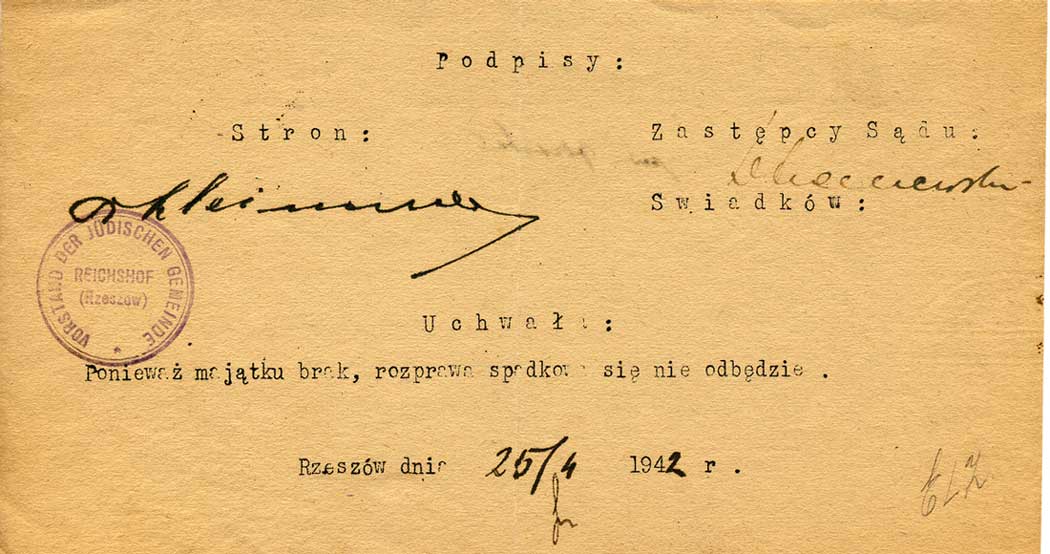 Podpisy:
Stron: Zastępcy Sądu:
Swiadków:
VORSTAND DER JÜDISCHEN GEMEINDE
REICHSHOF
(Rzeszów)
Uchwała:
Ponieważ majątku brak, rozprawa spadkowa się nie odbędzie .
Rzeszów dnia 25/4 1942 r .